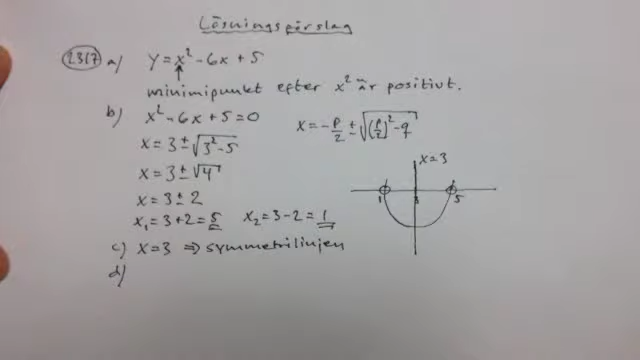 Lösningsförslag
2317 a) y = x² - 6x + 5
minimipunkt efter x² är positivt.
b) x² - 6x + 5 = 0
x = -p/2 ± √((p/2)² - q)
x = 3 ± √(3² - 5)
x = 3 ± √4
x = 3 ± 2
x₁ = 3 + 2 = 5 x₂ = 3 - 2 = 1
x = 3
1 5
c) x = 3 ⇒ symmetrilinjen
d)